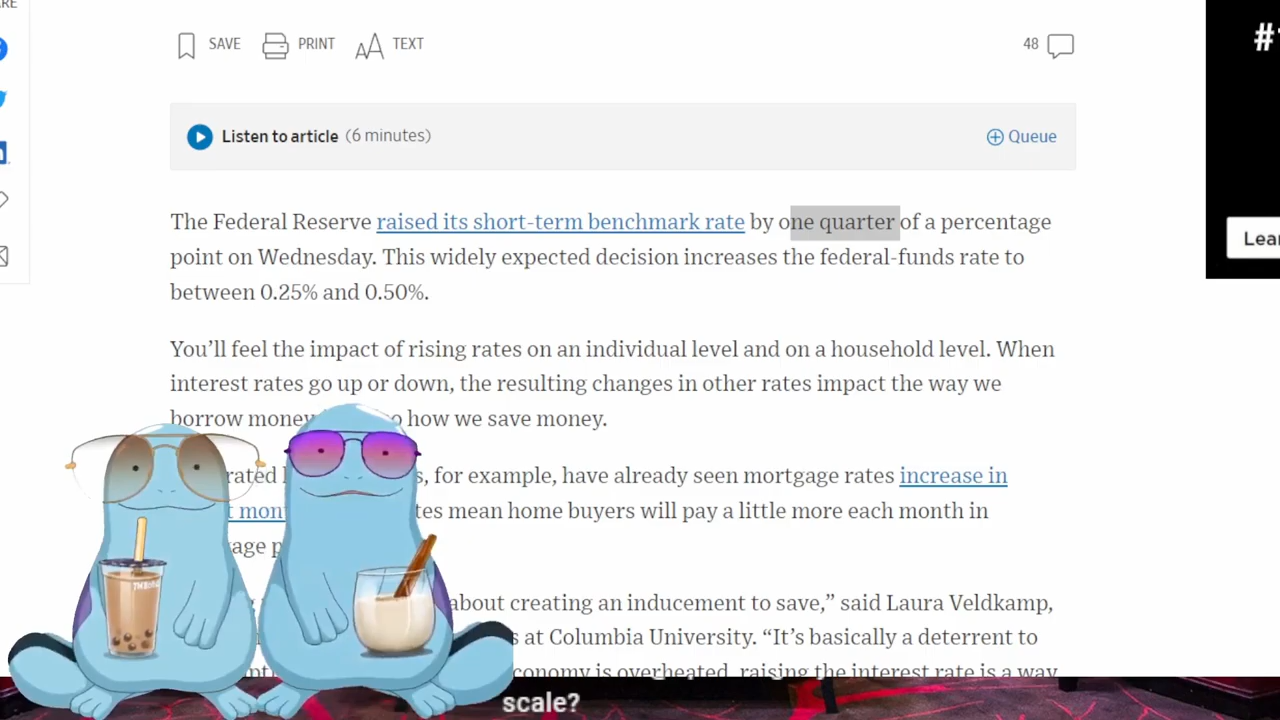 SAVE PRINT TEXT 48
#
Listen to article (6 minutes) Queue
The Federal Reserve raised its short-term benchmark rate by one quarter of a percentage
point on Wednesday. This widely expected decision increases the federal-funds rate to
between 0.25% and 0.50%.
You’ll feel the impact of rising rates on an individual level and on a household level. When
interest rates go up or down, the resulting changes in other rates impact the way we
borrow money how we save money.
for example, have already seen mortgage rates increase in
mean home buyers will pay a little more each month in
about creating an inducement to save,” said Laura Veldkamp,
at Columbia University. “It’s basically a deterrent to
is overheated, raising the interest rate is a way
scale?